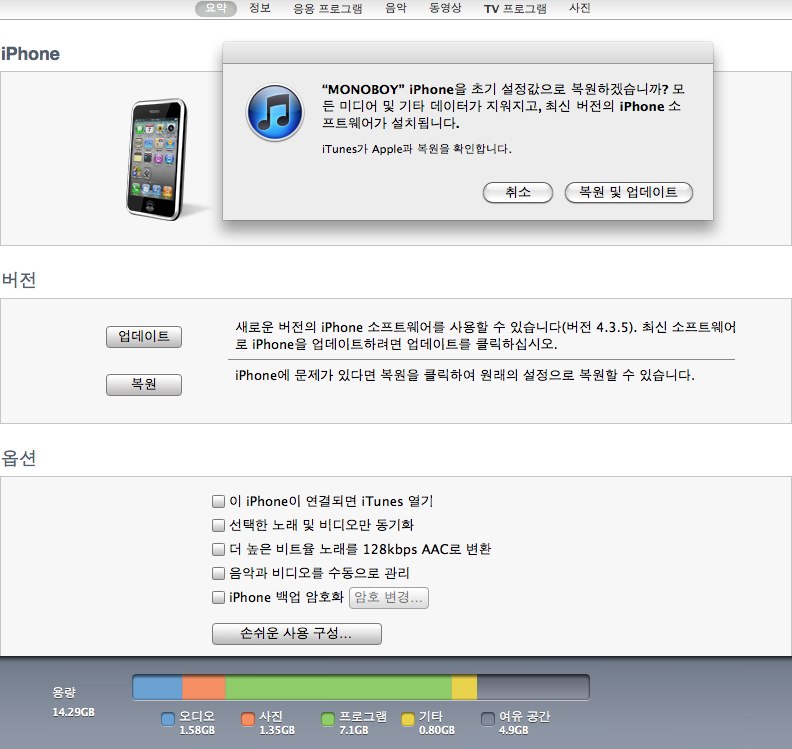 요약 정보 응용 프로그램 음악 동영상 TV 프로그램 사진
iPhone
“MONOBOY” iPhone을 초기 설정값으로 복원하겠습니까? 모
든 미디어 및 기타 데이터가 지워지고, 최신 버전의 iPhone 소
프트웨어가 설치됩니다.
iTunes가 Apple과 복원을 확인합니다.
취소 복원 및 업데이트
버전
업데이트
새로운 버전의 iPhone 소프트웨어를 사용할 수 있습니다(버전 4.3.5). 최신 소프트웨어
로 iPhone을 업데이트하려면 업데이트를 클릭하십시오.
복원
iPhone에 문제가 있다면 복원을 클릭하여 원래의 설정으로 복원할 수 있습니다.
옵션
이 iPhone이 연결되면 iTunes 열기
선택한 노래 및 비디오만 동기화
더 높은 비트율 노래를 128kbps AAC로 변환
음악과 비디오를 수동으로 관리
iPhone 백업 암호화 암호 변경...
손쉬운 사용 구성...
용량
14.29GB
오디오 사진 프로그램 기타 여유 공간
1.58GB 1.35GB 7.1GB 0.80GB 4.9GB